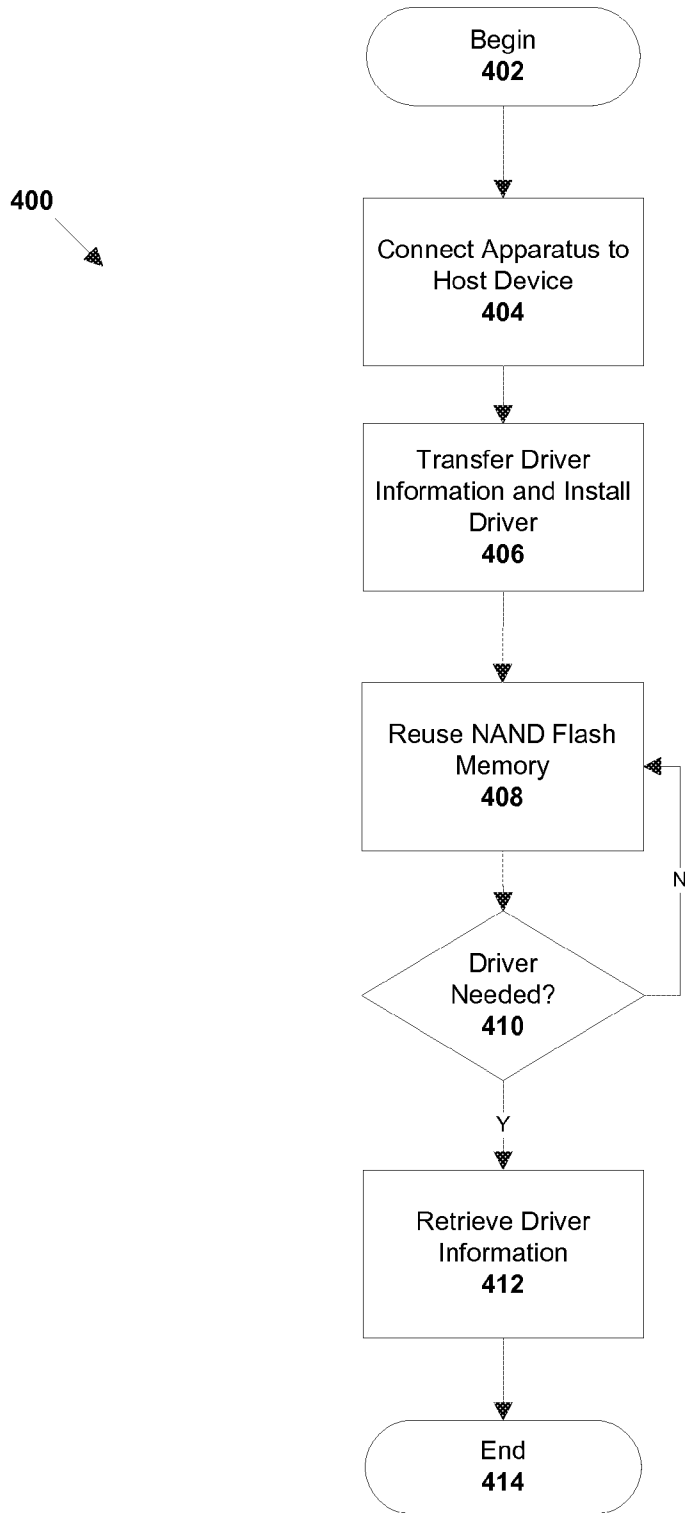 Begin
402
400
Connect Apparatus to
Host Device
404
Transfer Driver
Information and Install
Driver
406
Reuse NAND Flash
Memory
408
N
Driver
Needed?
410
Y
Retrieve Driver
Information
412
End
414